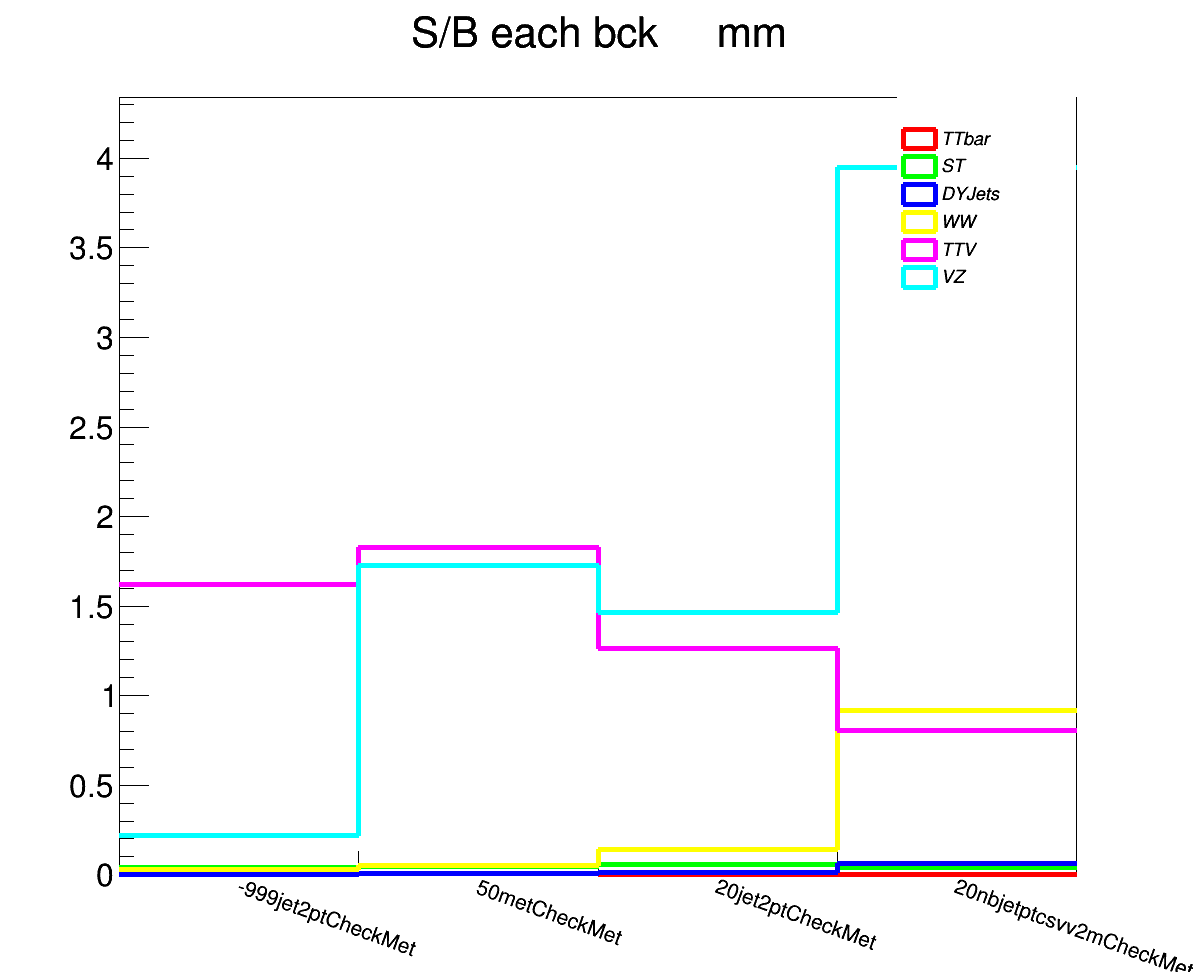 S/B each bck mm
TTbar
ST
DYJets
WW
TTV
VZ
4
3.5
3
2.5
2
1.5
1
0.5
0
-999jet2ptCheckMet
50metCheckMet
20jet2ptCheckMet
20nbjetptcsvv2mCheckMet